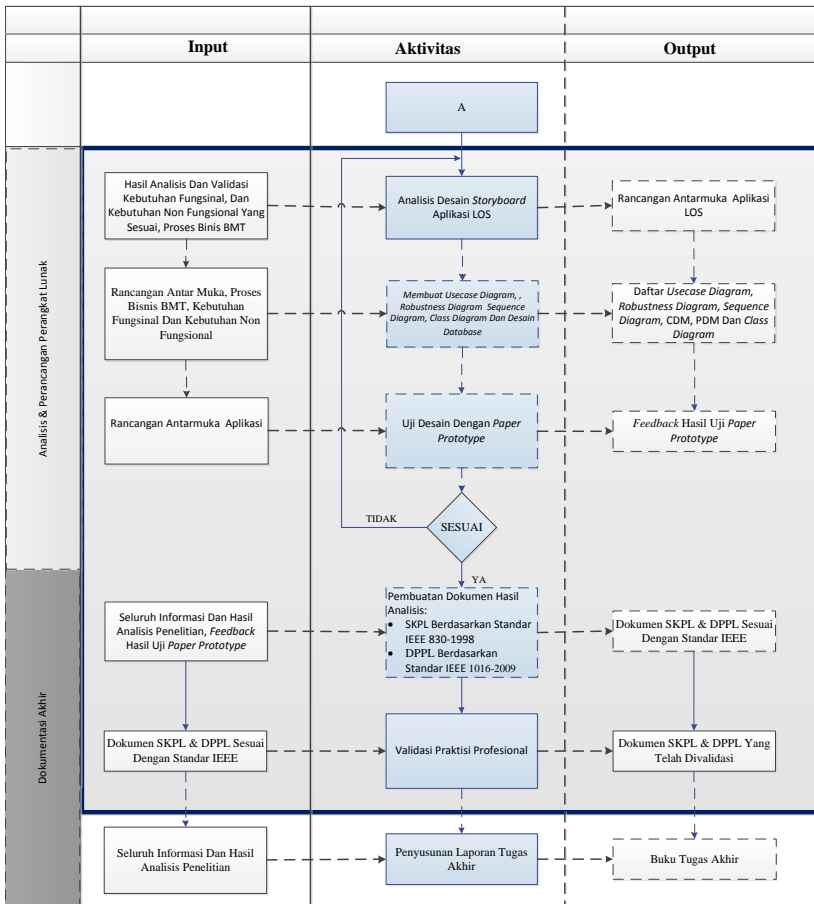 Input
Aktivitas
Output
A
Analisis & Perancangan Perangkat Lunak
Hasil Analisis Dan Validasi
Kebutuhan Fungsinal, Dan
Kebutuhan Non Fungsional Yang
Sesuai, Proses Binis BMT
Analisis Desain Storyboard
Aplikasi LOS
Rancangan Antarmuka Aplikasi
LOS
Rancangan Antar Muka, Proses
Bisnis BMT, Kebutuhan
Fungsinal Dan Kebutuhan Non
Fungsional
Membuat Usecase Diagram, ,
Robustness Diagram Sequence
Diagram, Class Diagram Dan Desain
Database
Daftar Usecase Diagram,
Robustness Diagram, Sequence
Diagram, CDM, PDM Dan Class
Diagram
Rancangan Antarmuka Aplikasi
Uji Desain Dengan Paper
Prototype
Feedback Hasil Uji Paper
Prototype
TIDAK
SESUAI
YA
Dokumentasi Akhir
Seluruh Informasi Dan Hasil
Analisis Penelitian, Feedback
Hasil Uji Paper Prototype
Pembuatan Dokumen Hasil
Analisis:
• SKPL Berdasarkan Standar
IEEE 830-1998
• DPPL Berdasarkan
Standar IEEE 1016-2009
Dokumen SKPL & DPPL Sesuai
Dengan Standar IEEE
Dokumen SKPL & DPPL Sesuai
Dengan Standar IEEE
Validasi Praktisi Profesional
Dokumen SKPL & DPPL Yang
Telah Divalidasi
Seluruh Informasi Dan Hasil
Analisis Penelitian
Penyusunan Laporan Tugas
Akhir
Buku Tugas Akhir